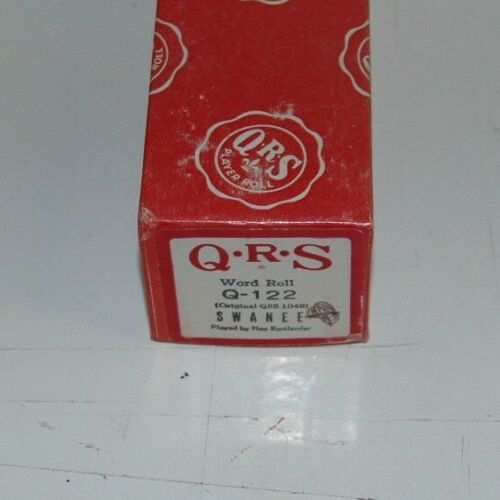 Q·R·S
PLAYER ROLL
Q·R·S
®
Word Roll
Q-122
(Original QRS 1049)
SWANEE
Played by Max Kortlander